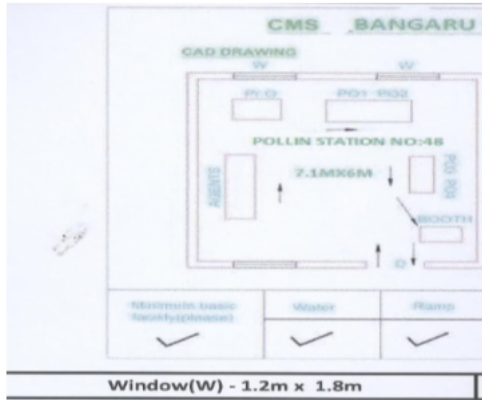 CMS BANGARU
CAD DRAWING
W W
Pr.O PO1 PO2
POLLIN STATION NO:48
7.1MX6M
AGENTS
PO3 PO4
BOOTH
D
Minimum basic
facility(please)
Water
Ramp
Window(W) - 1.2m x 1.8m